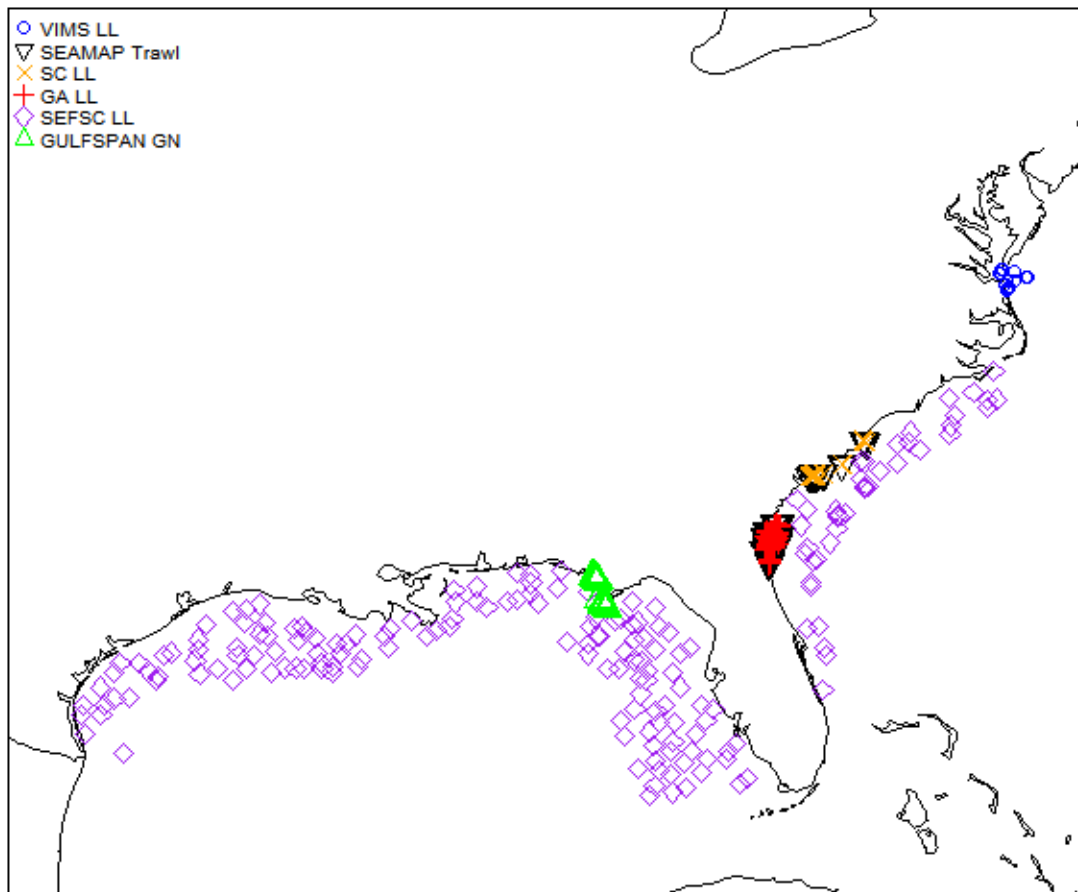 VIMS LL
SEAMAP Trawl
SC LL
GA LL
SEFSC LL
GULFSPAN GN